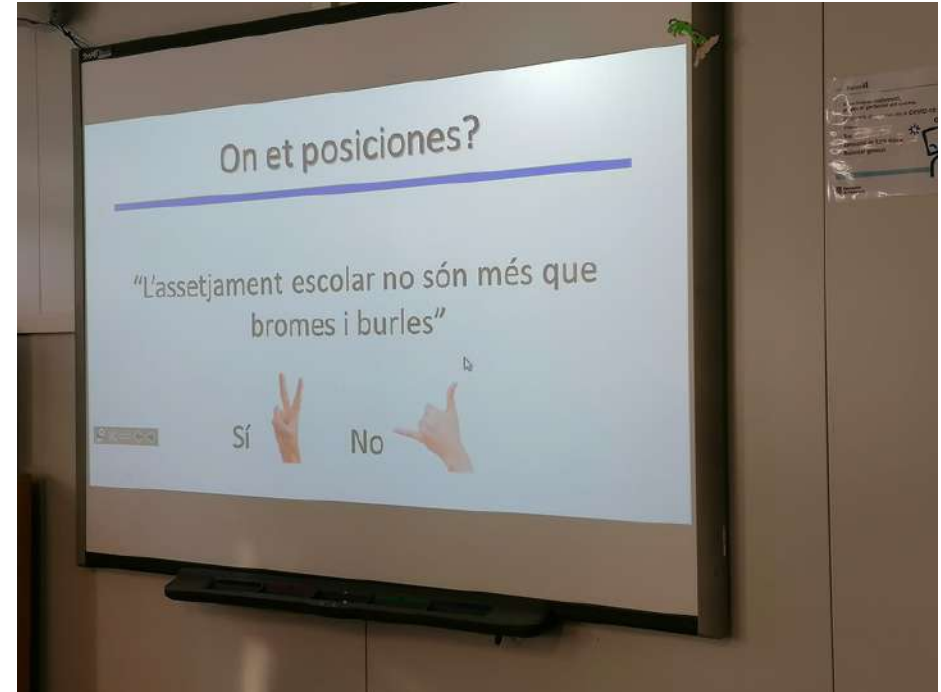 On et posiciones?
“L’assetjament escolar no són més que
bromes i burles”
Sí
No